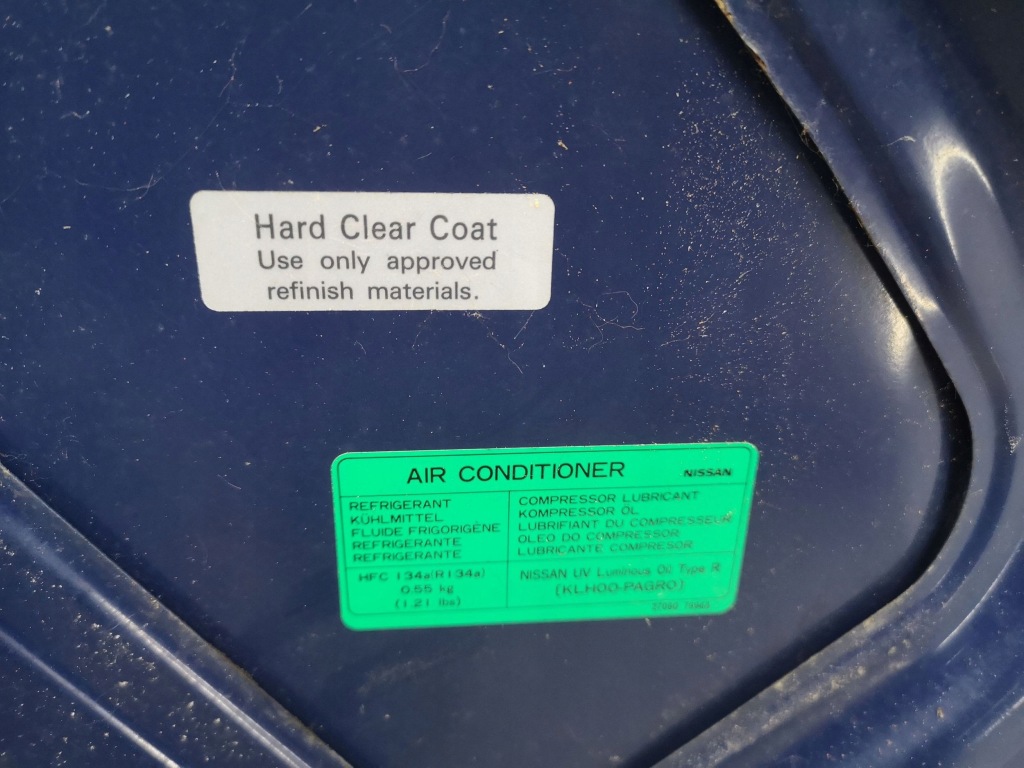 Hard Clear Coat
Use only approved
refinish materials.
AIR CONDITIONER NISSAN
REFRIGERANT
KÜHLMITTEL
FLUIDE FRIGORIGÈNE
REFRIGERANTE
REFRIGERANTE
COMPRESSOR LUBRICANT
KOMPRESSOR ÖL
LUBRIFIANT DU COMPRESSEUR
OLEO DO COMPRESSOR
LUBRICANTE COMPRESOR
HFC 134a(R134a)
0.55 kg
(1.21 lbs)
NISSAN UV Luminous Oil Type R
[KLH00-PAGR0]